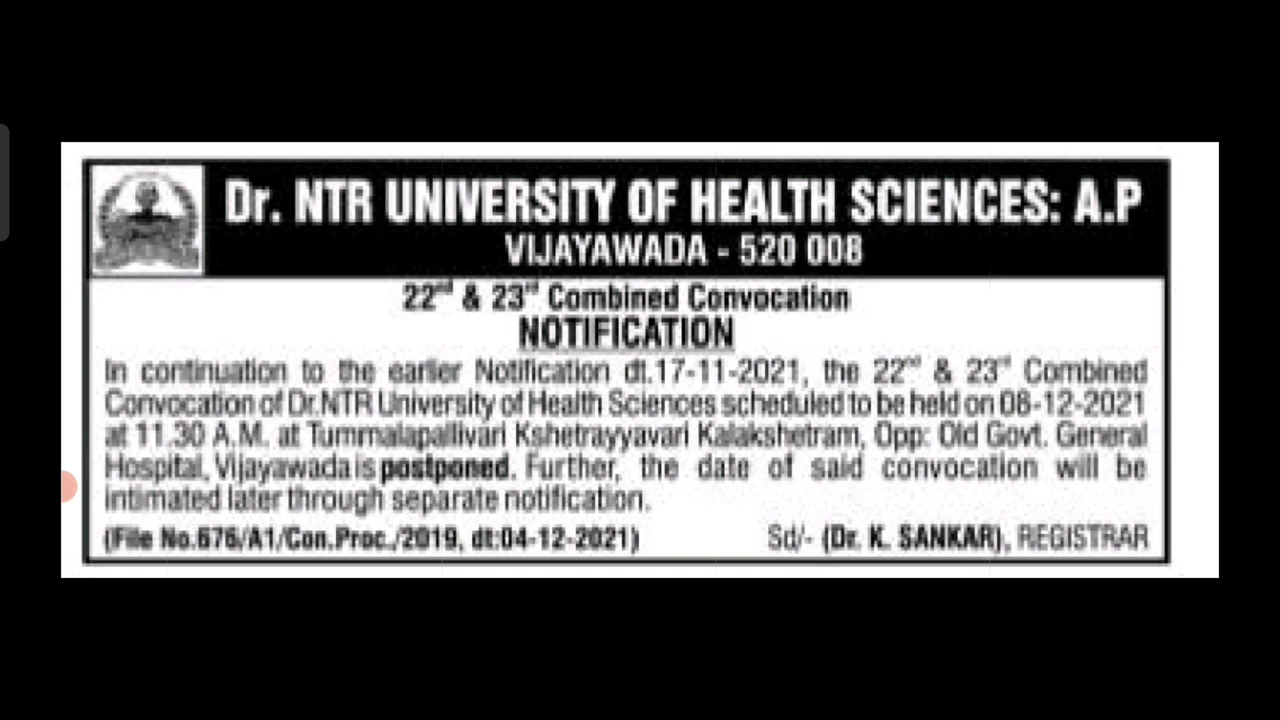 Dr. NTR UNIVERSITY OF HEALTH SCIENCES: A.P
VIJAYAWADA - 520 008
22nd & 23rd Combined Convocation
NOTIFICATION
In continuation to the earlier Notification dt.17-11-2021, the 22nd & 23rd Combined
Convocation of Dr.NTR University of Health Sciences scheduled to be held on 08-12-2021
at 11.30 A.M. at Tummalapallivari Kshetrayyavari Kalakshetram, Opp: Old Govt. General
Hospital, Vijayawada is postponed. Further, the date of said convocation will be
intimated later through separate notification.
(File No.676/A1/Con.Proc./2019, dt:04-12-2021) Sd/- (Dr. K. SANKAR), REGISTRAR